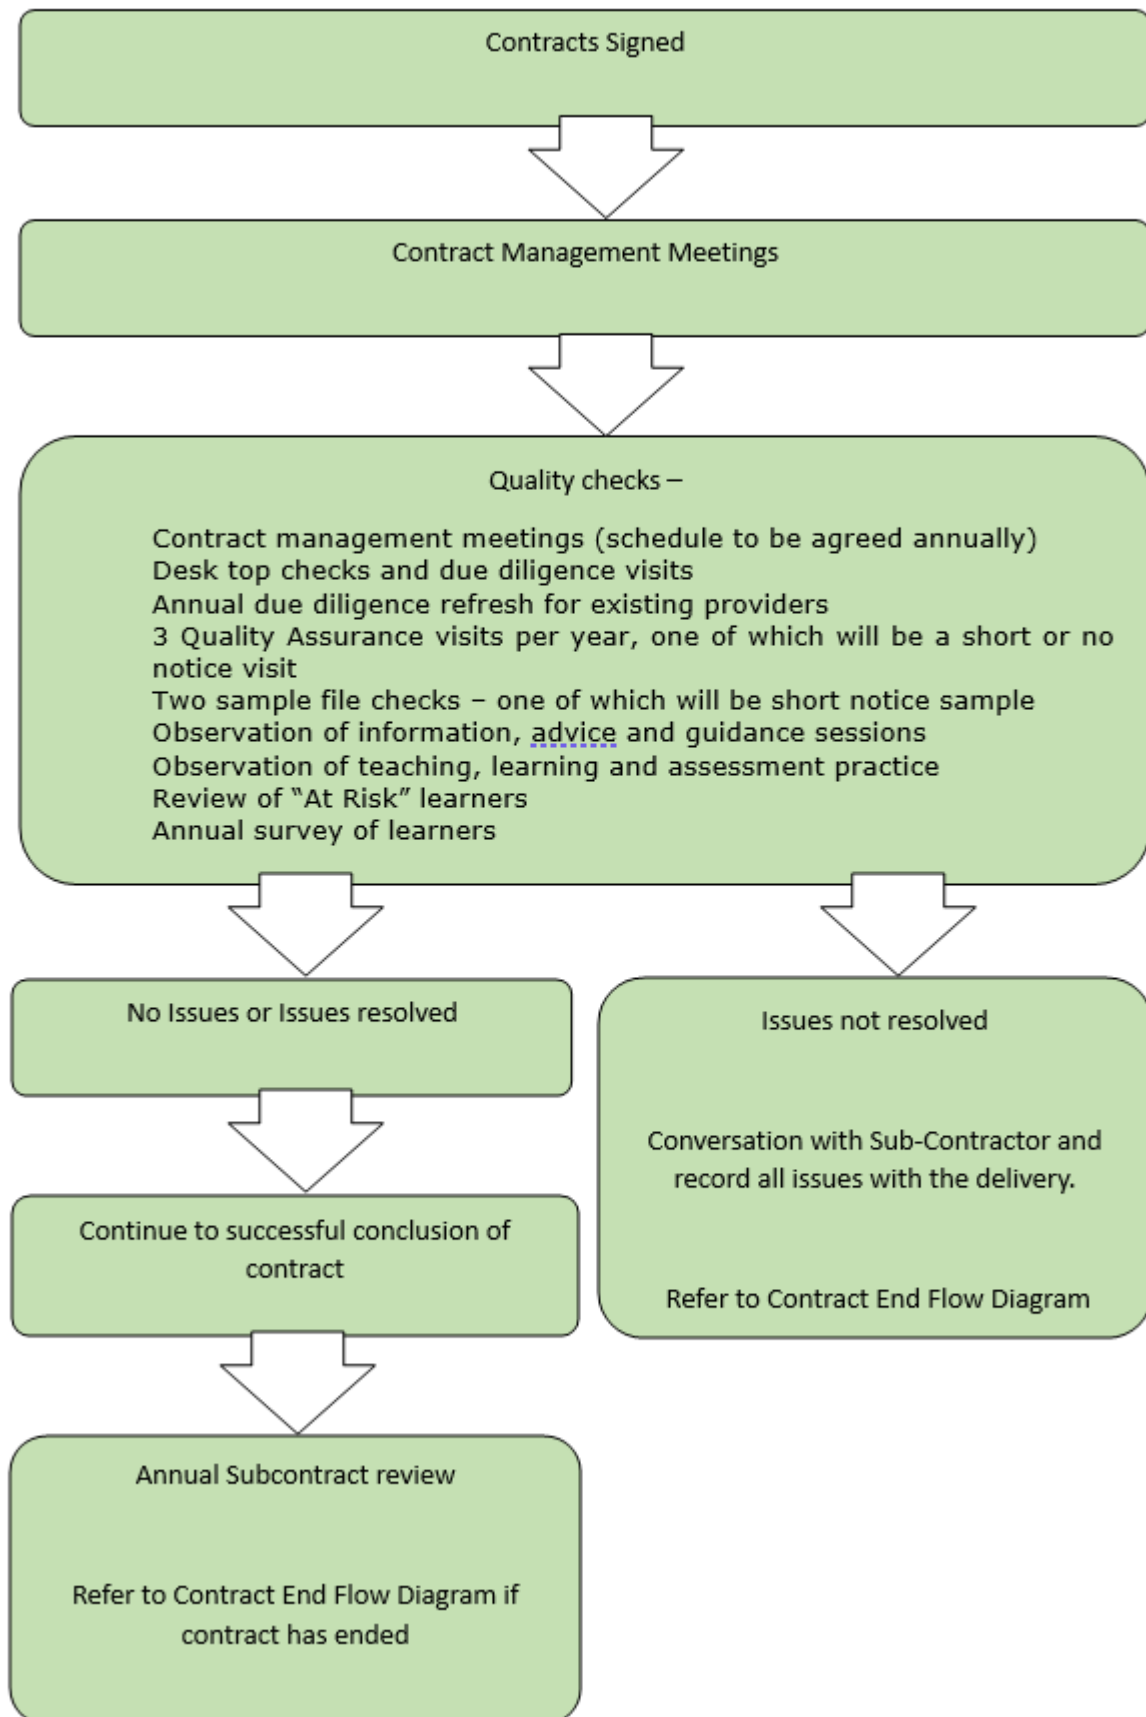 Contracts Signed
Contract Management Meetings
Quality checks –
Contract management meetings (schedule to be agreed annually)
Desk top checks and due diligence visits
Annual due diligence refresh for existing providers
3 Quality Assurance visits per year, one of which will be a short or no
notice visit
Two sample file checks – one of which will be short notice sample
Observation of information, advice and guidance sessions
Observation of teaching, learning and assessment practice
Review of “At Risk” learners
Annual survey of learners
No Issues or Issues resolved
Continue to successful conclusion of
contract
Annual Subcontract review
Refer to Contract End Flow Diagram if
contract has ended
Issues not resolved
Conversation with Sub-Contractor and
record all issues with the delivery.
Refer to Contract End Flow Diagram